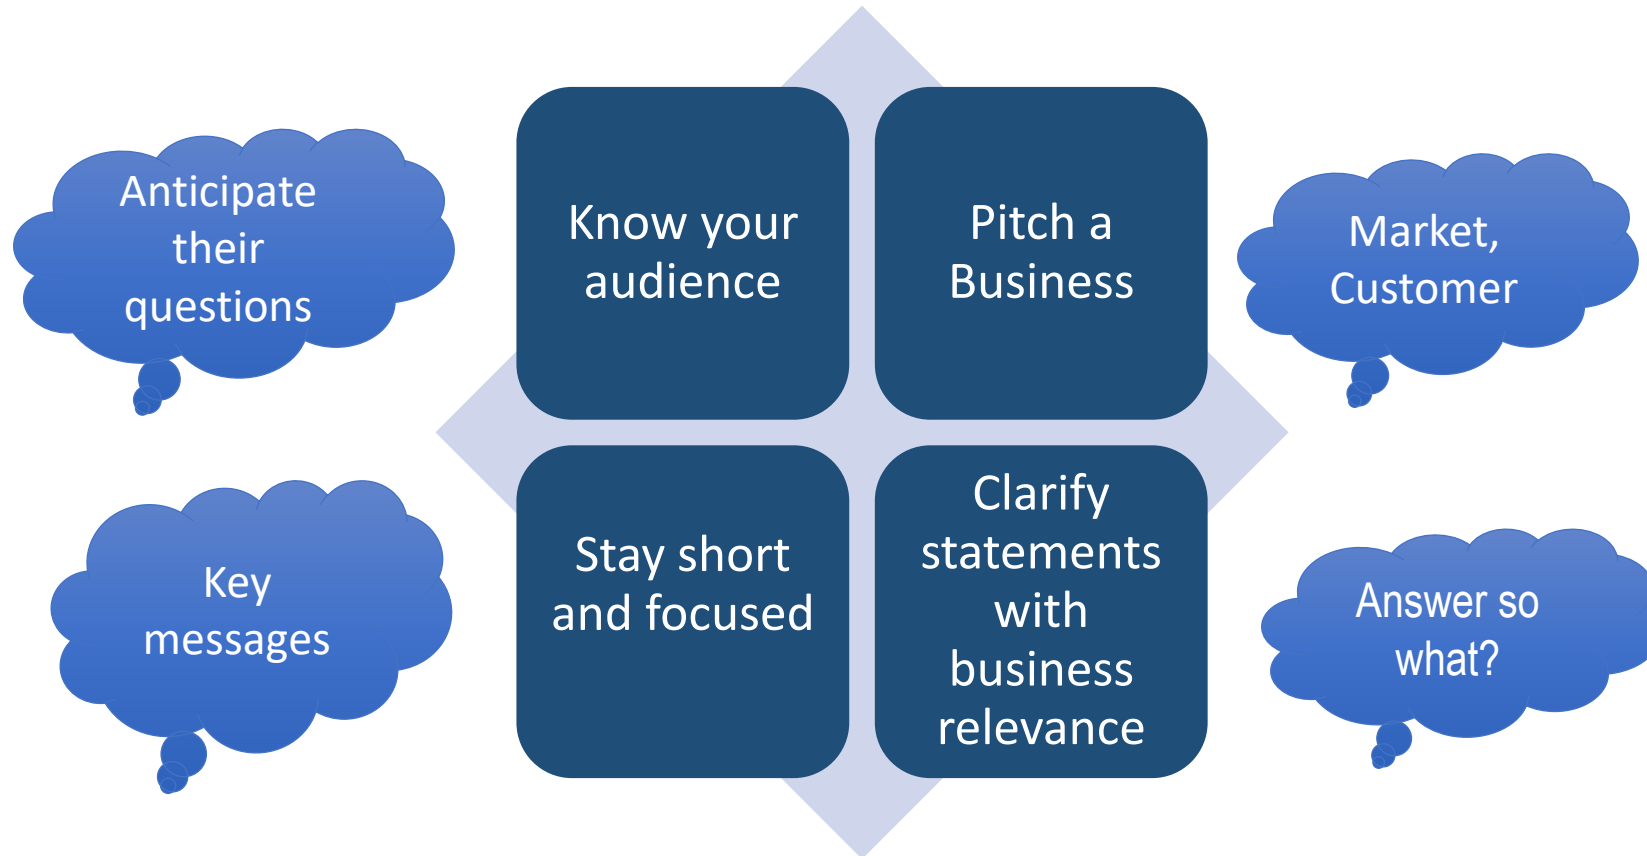 Anticipate
their
questions
Know your
audience
Pitch a
Business
Market,
Customer
Key
messages
Stay short
and focused
Clarify
statements
with
business
relevance
Answer so
what?